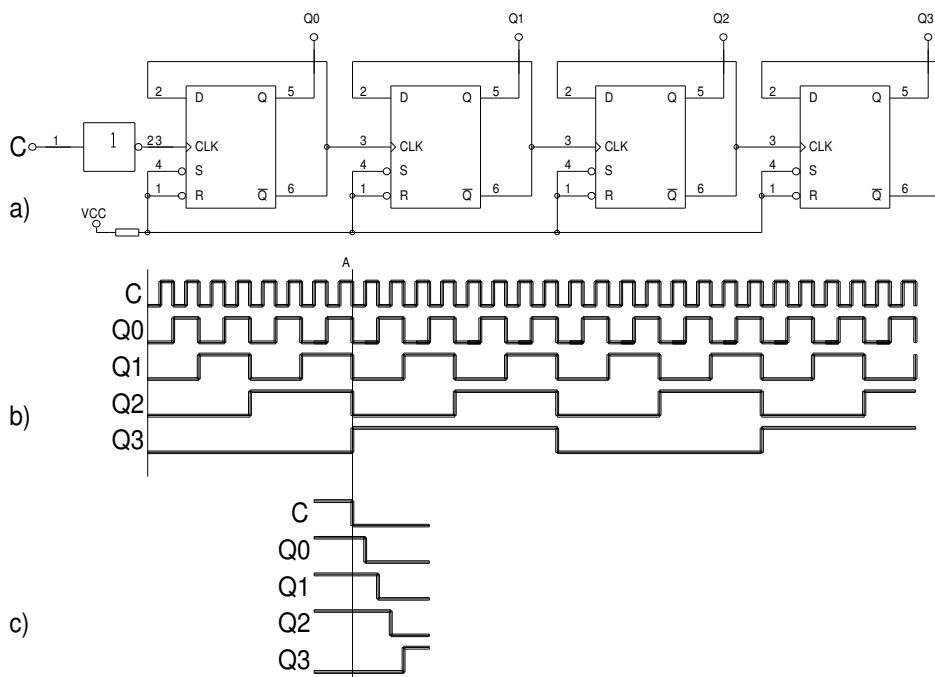 Q0 Q1 Q2 Q3
2 D Q 5 2 D Q 5 2 D Q 5 2 D Q 5
C 1 1 23 CLK 3 CLK 3 CLK 3 CLK
4 S 4 S 4 S 4 S
1 R Q 6 1 R Q 6 1 R Q 6 1 R Q 6
a)
VCC
A
C
Q0
Q1
Q2
b)
Q3
C
Q0
Q1
Q2
c)
Q3